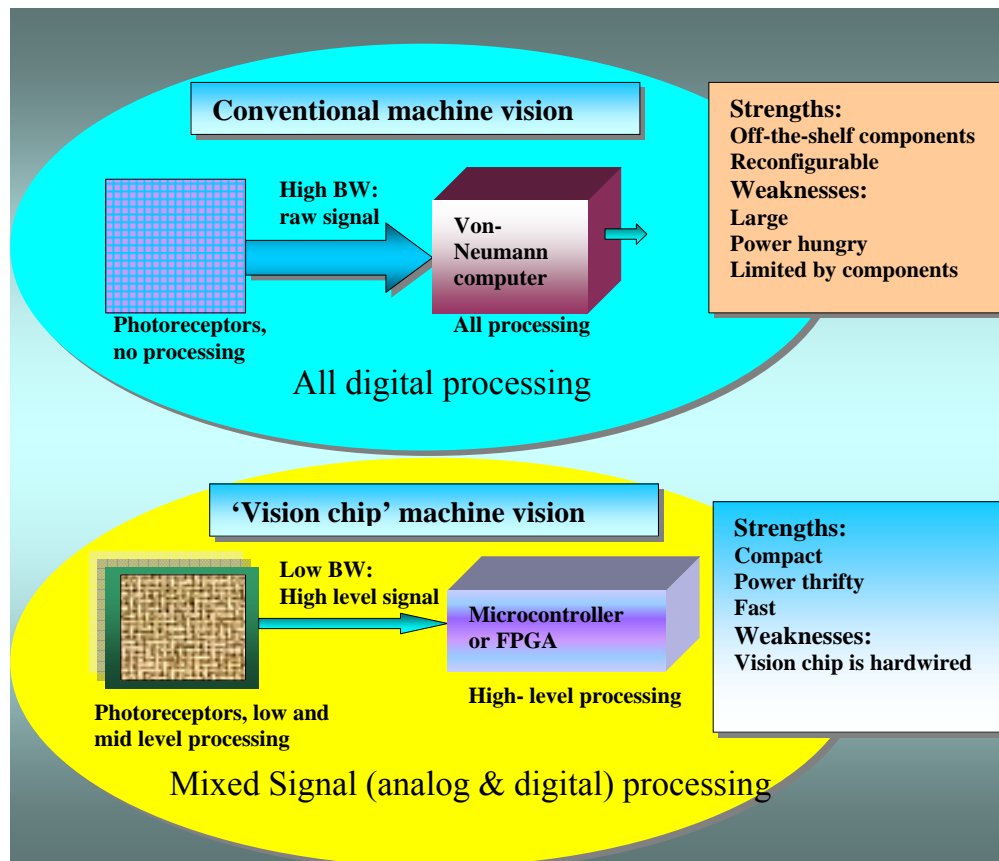 Conventional machine vision
High BW:
raw signal
Von-
Neumann
computer
Photoreceptors,
no processing
All processing
All digital processing
Strengths:
Off-the-shelf components
Reconfigurable
Weaknesses:
Large
Power hungry
Limited by components
‘Vision chip’ machine vision
Low BW:
High level signal
Microcontroller
or FPGA
Photoreceptors, low and
mid level processing
High- level processing
Mixed Signal (analog & digital) processing
Strengths:
Compact
Power thrifty
Fast
Weaknesses:
Vision chip is hardwired